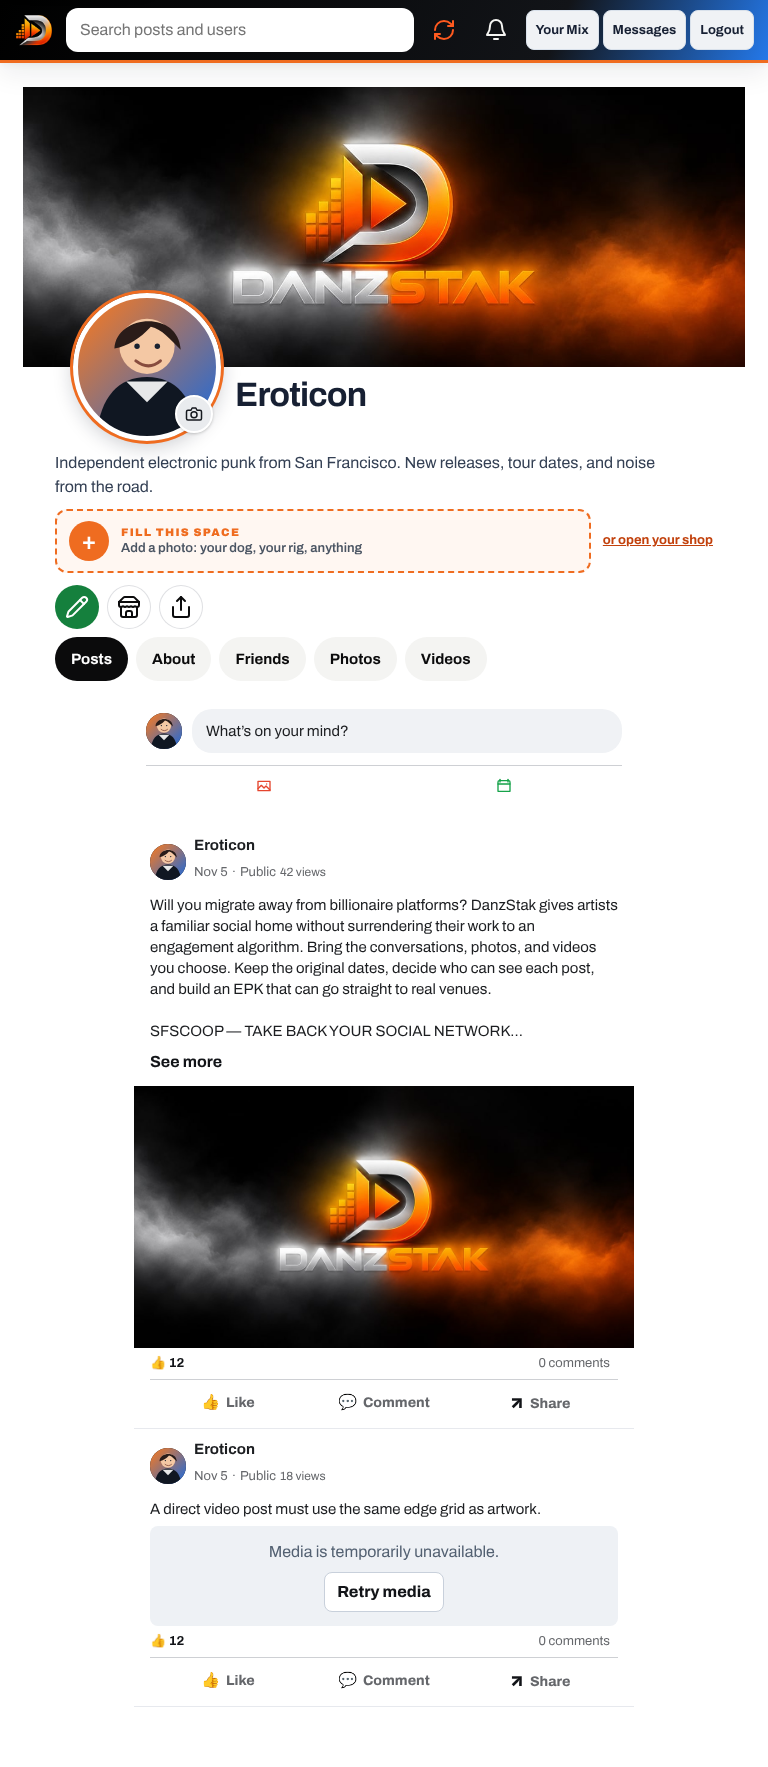 Search posts and users
Your Mix
Messages
Logout
DANZSTAK
Eroticon
Independent electronic punk from San Francisco. New releases, tour dates, and noise
from the road.
+
FILL THIS SPACE
Add a photo: your dog, your rig, anything
or open your shop
Posts
About
Friends
Photos
Videos
What's on your mind?
Eroticon
Nov 5 · Public 42 views
Will you migrate away from billionaire platforms? DanzStak gives artists
a familiar social home without surrendering their work to an
engagement algorithm. Bring the conversations, photos, and videos
you choose. Keep the original dates, decide who can see each post,
and build an EPK that can go straight to real venues.
SFSCOOP — TAKE BACK YOUR SOCIAL NETWORK...
See more
DANZSTAK
👍 12
0 comments
👍 Like
💬 Comment
Share
Eroticon
Nov 5 · Public 18 views
A direct video post must use the same edge grid as artwork.
Media is temporarily unavailable.
Retry media
👍 12
0 comments
👍 Like
💬 Comment
Share